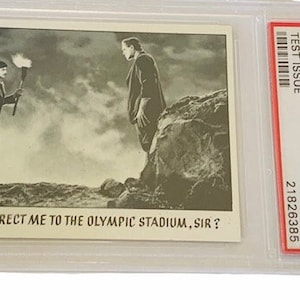 RECT ME TO THE OLYMPIC STADIUM, SIR?
TEST ISSUE
21826385